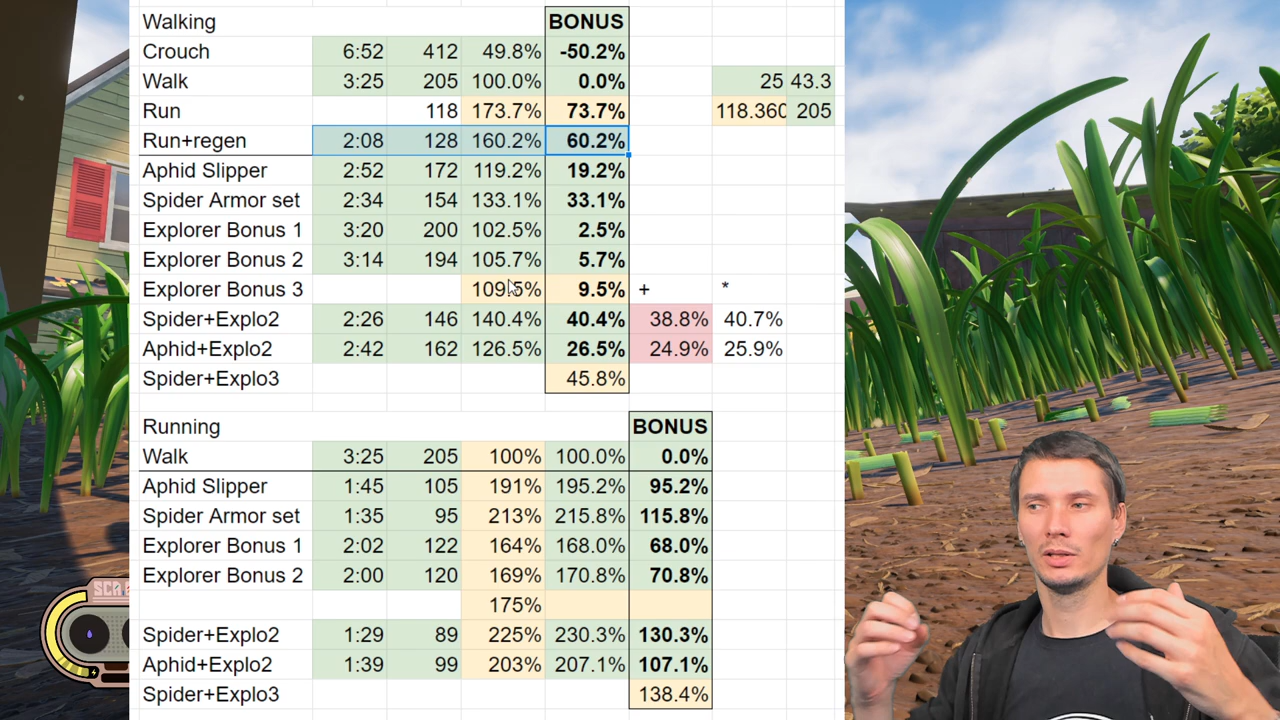 Walking BONUS
Crouch 6:52 412 49.8% -50.2%
Walk 3:25 205 100.0% 0.0% 25 43.3
Run 118 173.7% 73.7% 118.360 205
Run+regen 2:08 128 160.2% 60.2%
Aphid Slipper 2:52 172 119.2% 19.2%
Spider Armor set 2:34 154 133.1% 33.1%
Explorer Bonus 1 3:20 200 102.5% 2.5%
Explorer Bonus 2 3:14 194 105.7% 5.7%
Explorer Bonus 3 109.5% 9.5% + *
Spider+Explo2 2:26 146 140.4% 40.4% 38.8% 40.7%
Aphid+Explo2 2:42 162 126.5% 26.5% 24.9% 25.9%
Spider+Explo3 45.8%
Running BONUS
Walk 3:25 205 100% 100.0% 0.0%
Aphid Slipper 1:45 105 191% 195.2% 95.2%
Spider Armor set 1:35 95 213% 215.8% 115.8%
Explorer Bonus 1 2:02 122 164% 168.0% 68.0%
Explorer Bonus 2 2:00 120 169% 170.8% 70.8%
175%
Spider+Explo2 1:29 89 225% 230.3% 130.3%
Aphid+Explo2 1:39 99 203% 207.1% 107.1%
Spider+Explo3 138.4%